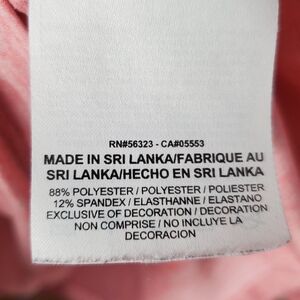 RN#56323 - CA#05553
MADE IN SRI LANKA/FABRIQUE AU
SRI LANKA/HECHO EN SRI LANKA
88% POLYESTER / POLYESTER / POLIESTER
12% SPANDEX / ELASTHANNE / ELASTANO
EXCLUSIVE OF DECORATION / DECORATION
NON COMPRISE / NO INCLUYE LA
DECORACION